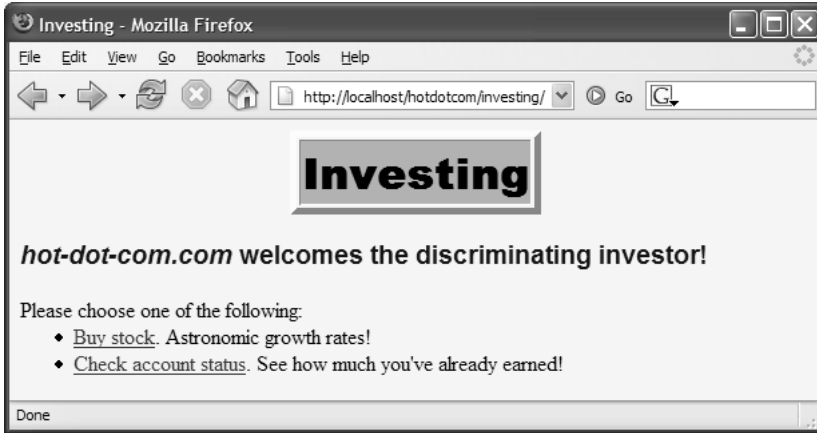 Investing - Mozilla Firefox
File Edit View Go Bookmarks Tools Help
http://localhost/hotdotcom/investing/ Go G
Investing
hot-dot-com.com welcomes the discriminating investor!
Please choose one of the following:
• Buy stock. Astronomic growth rates!
• Check account status. See how much you've already earned!
Done